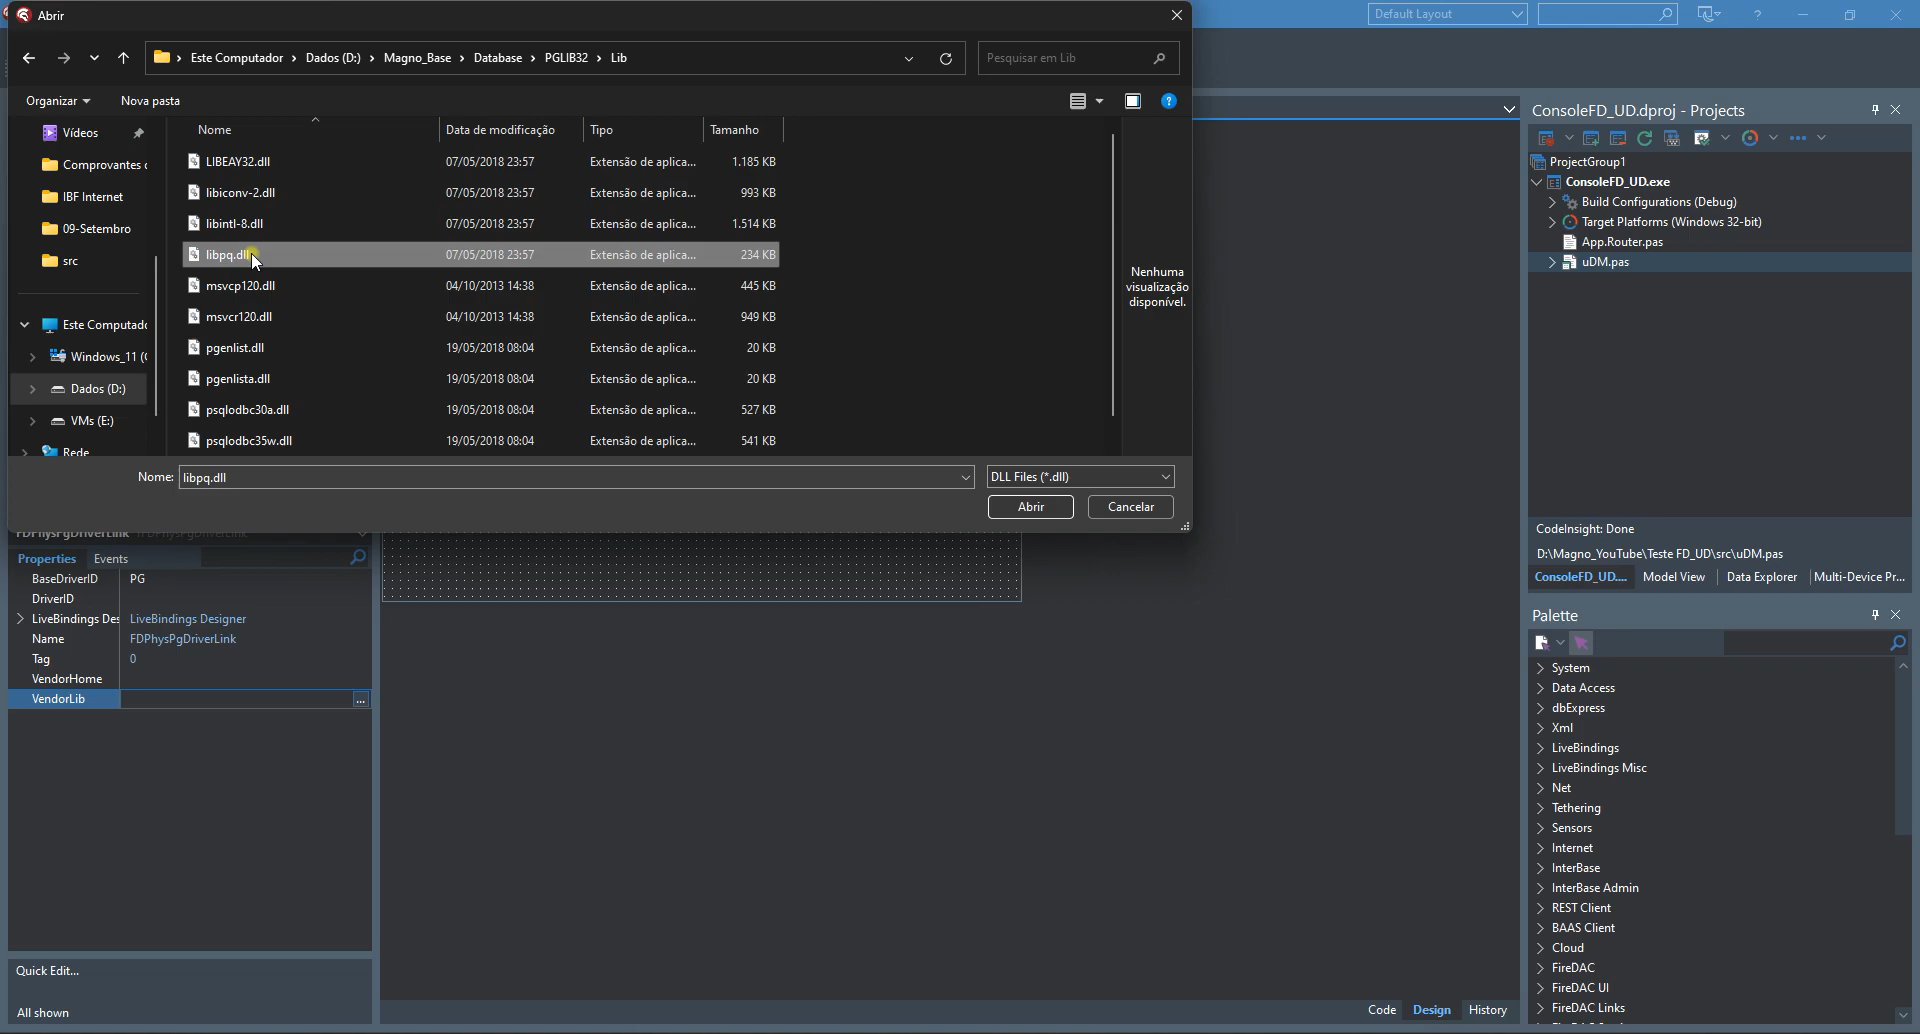 Abrir
Default Layout
?
Este Computador > Dados (D:) > Magno_Base > Database > PGLIB32 > Lib
Pesquisar em Lib
Organizar
Nova pasta
?
Vídeos
Comprovantes
IBF Internet
09-Setembro
src
Este Computad
Windows_11 (
Dados (D:)
VMs (E:)
Rede
Nome Data de modificação Tipo Tamanho
LIBEAY32.dll 07/05/2018 23:57 Extensão de aplica... 1.185 KB
libiconv-2.dll 07/05/2018 23:57 Extensão de aplica... 993 KB
libintl-8.dll 07/05/2018 23:57 Extensão de aplica... 1.514 KB
libpq.dll 07/05/2018 23:57 Extensão de aplica... 234 KB
msvcp120.dll 04/10/2013 14:38 Extensão de aplica... 445 KB
msvcr120.dll 04/10/2013 14:38 Extensão de aplica... 949 KB
pgenlist.dll 19/05/2018 08:04 Extensão de aplica... 20 KB
pgenlista.dll 19/05/2018 08:04 Extensão de aplica... 20 KB
psqlodbc30a.dll 19/05/2018 08:04 Extensão de aplica... 527 KB
psqlodbc35w.dll 19/05/2018 08:04 Extensão de aplica... 541 KB
Nenhuma
visualização
disponível.
Nome: libpq.dll
DLL Files (*.dll)
Abrir
Cancelar
FDPhysPgDriverLink TFDPhysPgDriverLink
Properties
Events
BaseDriverID PG
DriverID
LiveBindings Des LiveBindings Designer
Name FDPhysPgDriverLink
Tag 0
VendorHome
VendorLib ...
Quick Edit...
All shown
Code
Design
History
ConsoleFD_UD.dproj - Projects
ProjectGroup1
ConsoleFD_UD.exe
Build Configurations (Debug)
Target Platforms (Windows 32-bit)
App.Router.pas
uDM.pas
CodeInsight: Done
D:\Magno_YouTube\Teste FD_UD\src\uDM.pas
ConsoleFD_UD....
Model View
Data Explorer
Multi-Device Pr...
Palette
System
Data Access
dbExpress
Xml
LiveBindings
LiveBindings Misc
Net
Tethering
Sensors
Internet
InterBase
InterBase Admin
REST Client
BAAS Client
Cloud
FireDAC
FireDAC UI
FireDAC Links